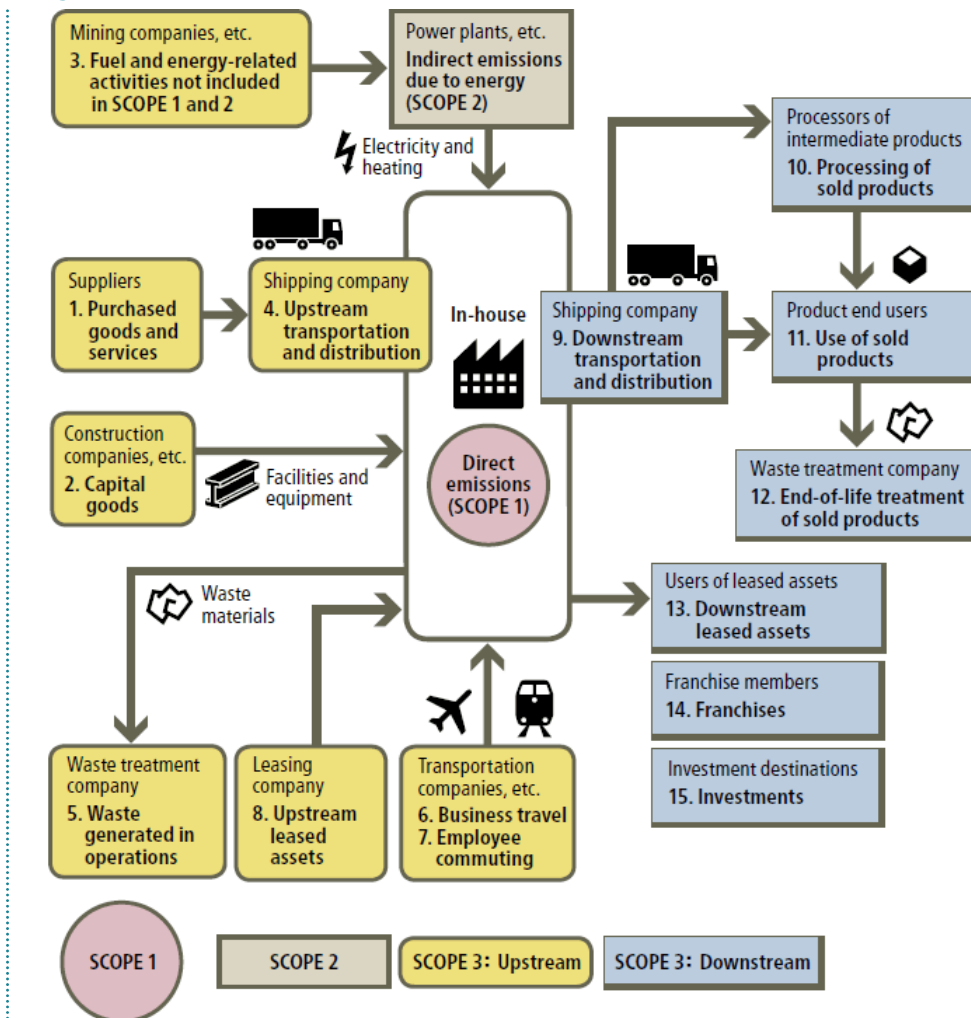 Mining companies, etc.
3. Fuel and energy-related
activities not included
in SCOPE 1 and 2
Power plants, etc.
Indirect emissions
due to energy
(SCOPE 2)
Electricity and
heating
Processors of
intermediate products
10. Processing of
sold products
Suppliers
1. Purchased
goods and
services
Shipping company
4. Upstream
transportation
and distribution
In-house
Shipping company
9. Downstream
transportation
and distribution
Product end users
11. Use of sold
products
Construction
companies, etc.
2. Capital
goods
Facilities and
equipment
Direct
emissions
(SCOPE 1)
Waste treatment company
12. End-of-life treatment
of sold products
Waste
materials
Users of leased assets
13. Downstream
leased assets
Franchise members
14. Franchises
Investment destinations
15. Investments
Waste treatment
company
5. Waste
generated in
operations
Leasing
company
8. Upstream
leased
assets
Transportation
companies, etc.
6. Business travel
7. Employee
commuting
SCOPE 1
SCOPE 2
SCOPE 3: Upstream
SCOPE 3: Downstream